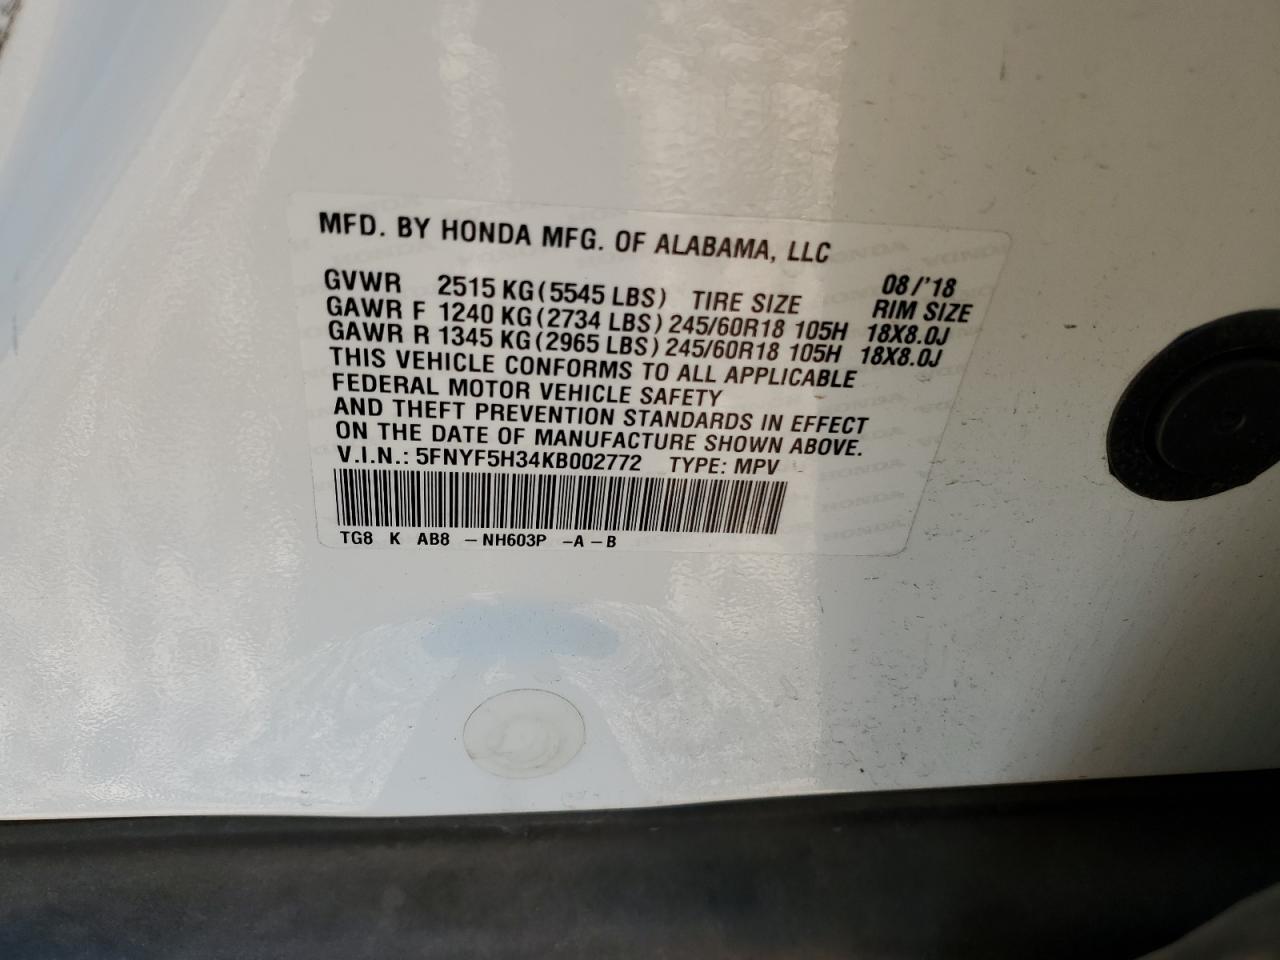 MFD. BY HONDA MFG. OF ALABAMA, LLC
08/'18
GVWR 2515 KG(5545 LBS) TIRE SIZE RIM SIZE
GAWR F 1240 KG(2734 LBS) 245/60R18 105H 18X8.0J
GAWR R 1345 KG(2965 LBS) 245/60R18 105H 18X8.0J
THIS VEHICLE CONFORMS TO ALL APPLICABLE
FEDERAL MOTOR VEHICLE SAFETY
AND THEFT PREVENTION STANDARDS IN EFFECT
ON THE DATE OF MANUFACTURE SHOWN ABOVE.
V.I.N.: 5FNYF5H34KB002772 TYPE: MPV
TG8 K AB8 -NH603P -A-B